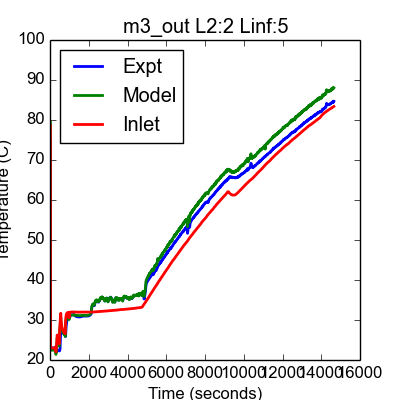 m3_out L2:2 Linf:5
Expt
Model
Inlet
Temperature (C)
100
90
80
70
60
50
40
30
20
0 2000 4000 6000 8000 10000 12000 14000 16000
Time (seconds)